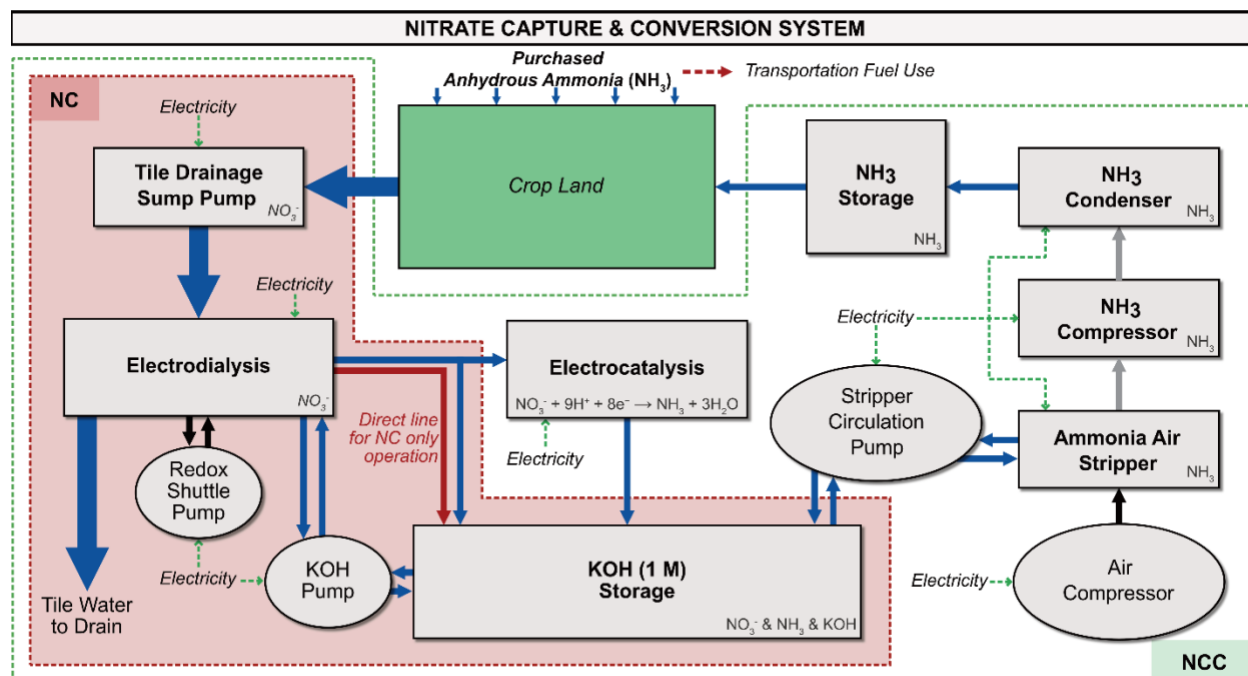 NITRATE CAPTURE & CONVERSION SYSTEM
NC
Electricity
Tile Drainage
Sump Pump
NO₃⁻
Purchased
Anhydrous Ammonia (NH₃)
Transportation Fuel Use
Crop Land
NH₃
Storage
NH₃
NH₃
Condenser
NH₃
Electricity
Electrodialysis
NO₃⁻
Electrocatalysis
NO₃⁻ + 9H⁺ + 8e⁻ → NH₃ + 3H₂O
Electricity
Electricity
NH₃
Compressor
NH₃
Stripper
Circulation
Pump
Ammonia Air
Stripper
NH₃
Direct line
for NC only
operation
Redox
Shuttle
Pump
Electricity
KOH
Pump
KOH (1 M)
Storage
NO₃⁻ & NH₃ & KOH
Electricity
Air
Compressor
Tile Water
to Drain
NCC